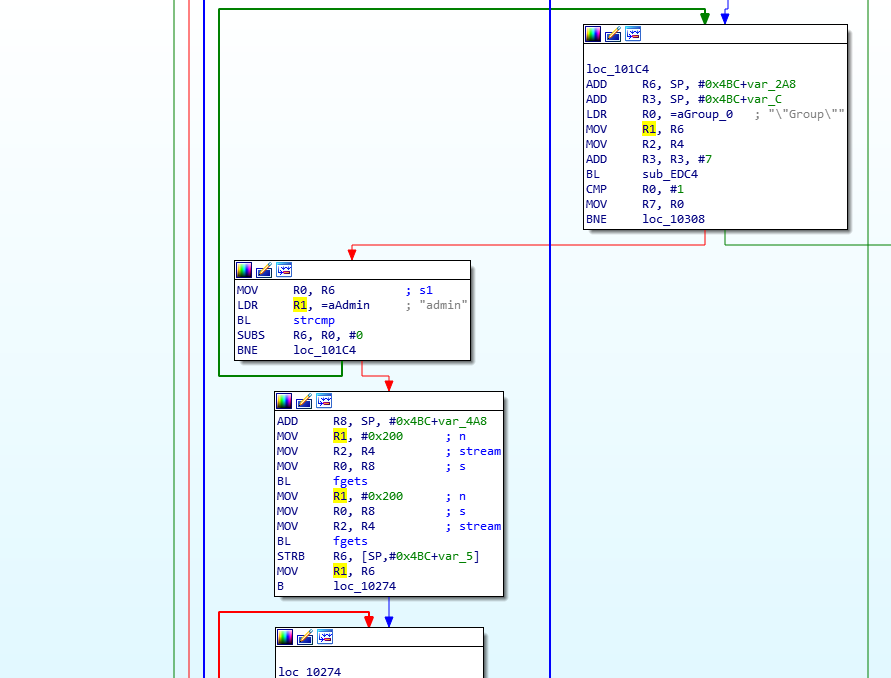 loc_101C4
ADD R6, SP, #0x4BC+var_2A8
ADD R3, SP, #0x4BC+var_C
LDR R0, =aGroup_0 ; "\"Group\""
MOV R1, R6
MOV R2, R4
ADD R3, R3, #7
BL sub_EDC4
CMP R0, #1
MOV R7, R0
BNE loc_10308
MOV R0, R6 ; s1
LDR R1, =aAdmin ; "admin"
BL strcmp
SUBS R6, R0, #0
BNE loc_101C4
ADD R8, SP, #0x4BC+var_4A8
MOV R1, #0x200 ; n
MOV R2, R4 ; stream
MOV R0, R8 ; s
BL fgets
MOV R1, #0x200 ; n
MOV R0, R8 ; s
MOV R2, R4 ; stream
BL fgets
STRB R6, [SP,#0x4BC+var_5]
MOV R1, R6
B loc_10274
loc_10274